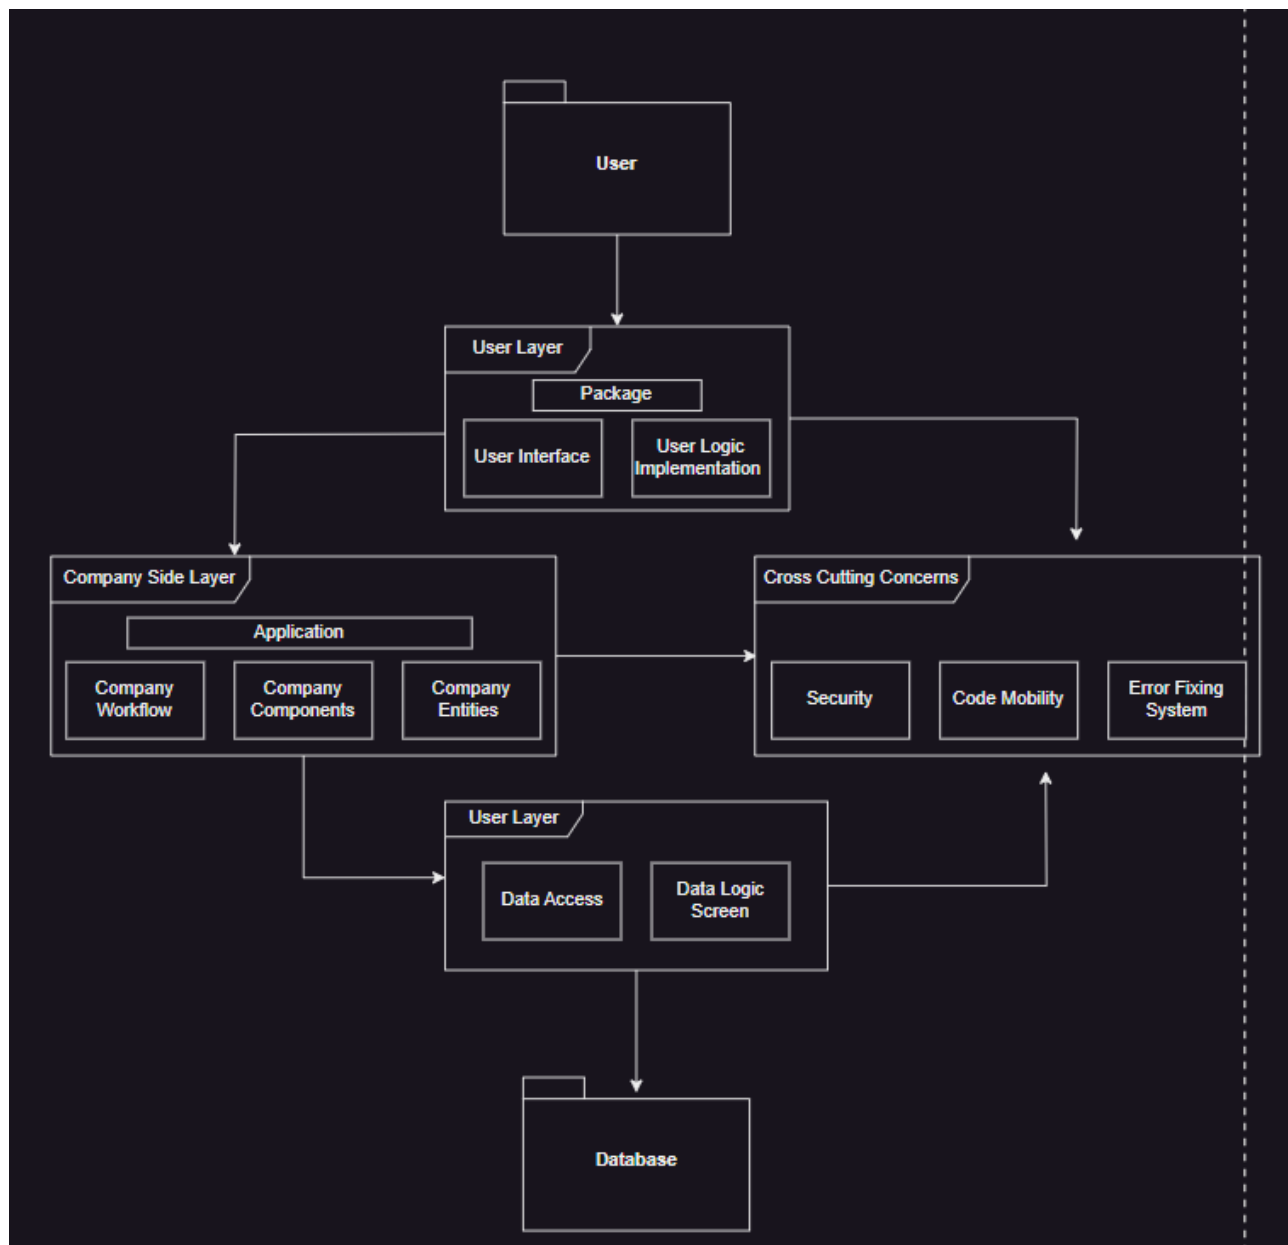 User
User Layer
Package
User Interface
User Logic
Implementation
Company Side Layer
Application
Company
Workflow
Company
Components
Company
Entities
Cross Cutting Concerns
Security
Code Mobility
Error Fixing
System
User Layer
Data Access
Data Logic
Screen
Database